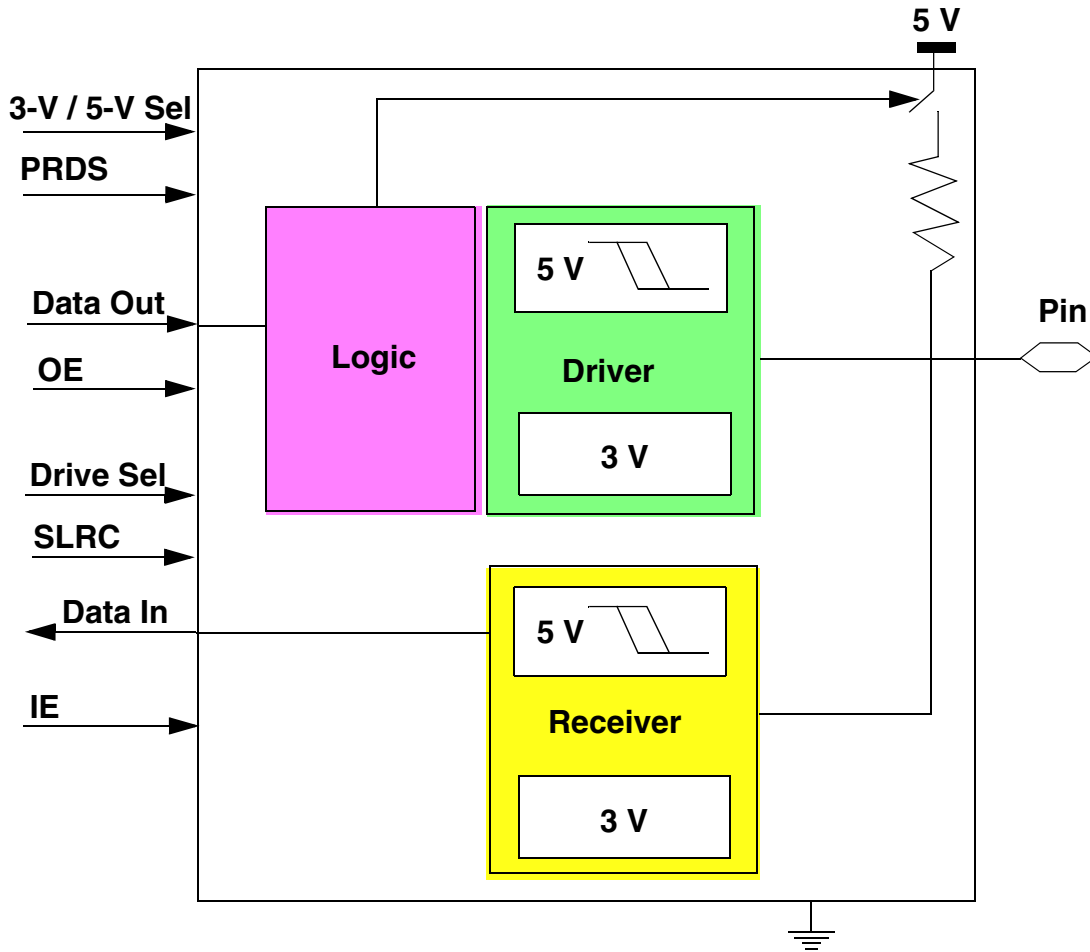 5 V
3-V / 5-V Sel
PRDS
Data Out
OE
Drive Sel
SLRC
Data In
IE
Logic
5 V
Driver
3 V
5 V
Receiver
3 V
Pin